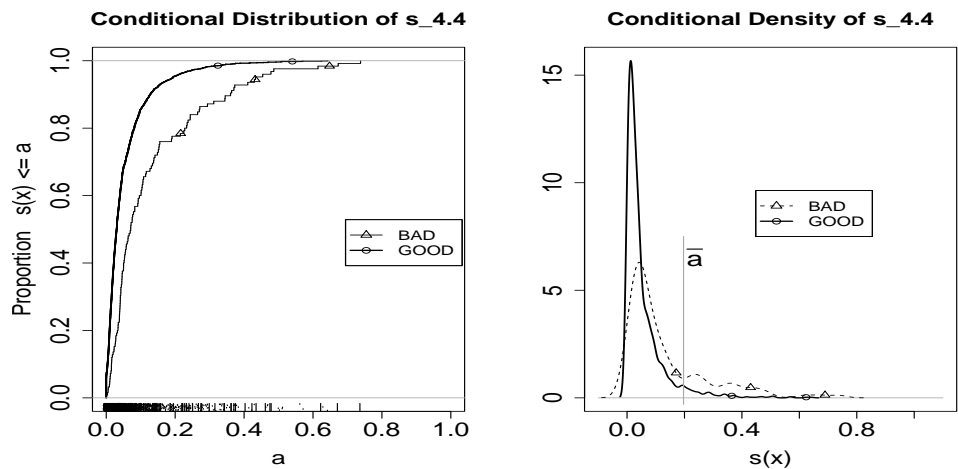 Conditional Distribution of s_4.4
Proportion s(x) <= a
1.0
0.8
0.6
0.4
0.2
0.0
BAD
GOOD
0.0 0.2 0.4 0.6 0.8 1.0
a
Conditional Density of s_4.4
15
10
5
0
BAD
GOOD
a
0.0 0.4 0.8
s(x)